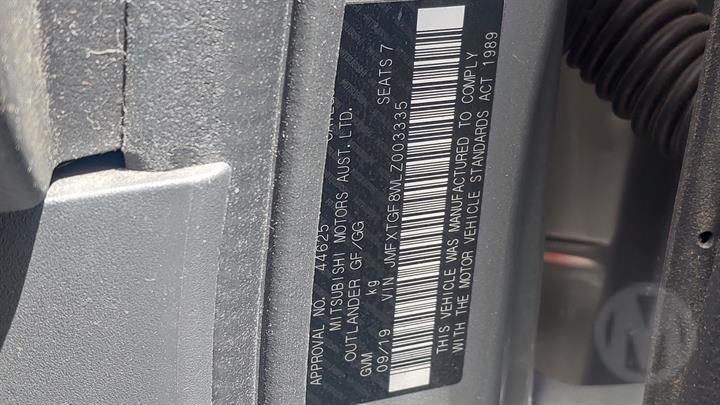 APPROVAL NO. 44625
MITSUBISHI MOTORS AUST. LTD.
OUTLANDER GF/GG
GVM kg SEATS 7
09/19 VIN JMFXTGF8WLZ003335
THIS VEHICLE WAS MANUFACTURED TO COMPLY
WITH THE MOTOR VEHICLE STANDARDS ACT 1989